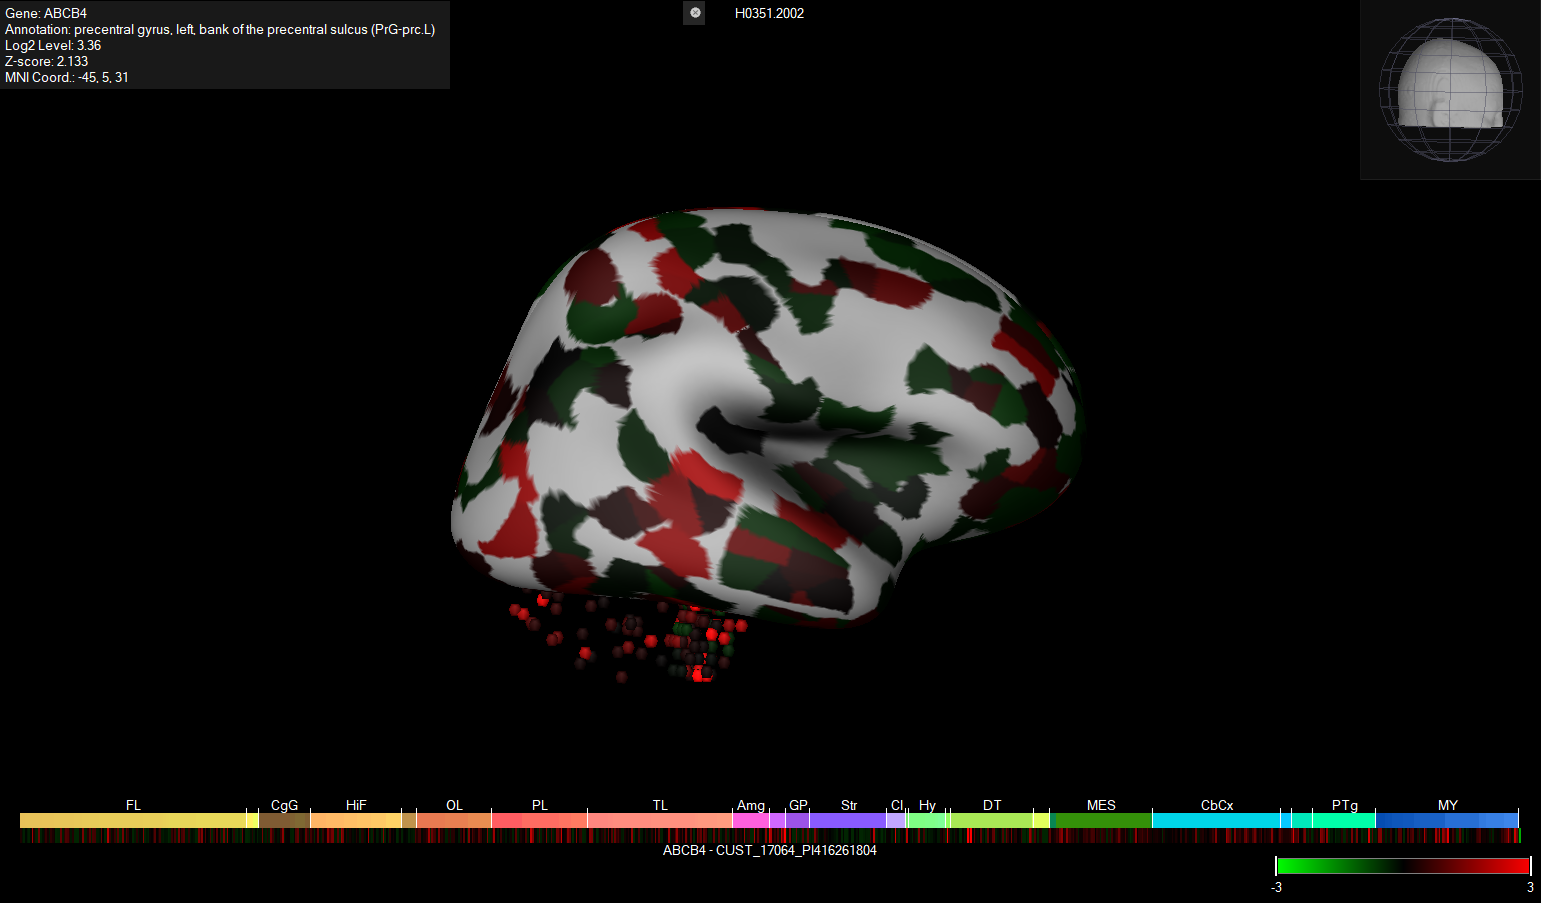 Gene: ABCB4
Annotation: precentral gyrus, left, bank of the precentral sulcus (PrG-prc.L)
Log2 Level: 3.36
Z-score: 2.133
MNI Coord.: -45, 5, 31
H0351.2002
FL CgG HiF OL PL TL Amg GP Str Cl Hy DT MES CbCx PTg MY
ABCB4 - CUST_17064_PI416261804
-3 3